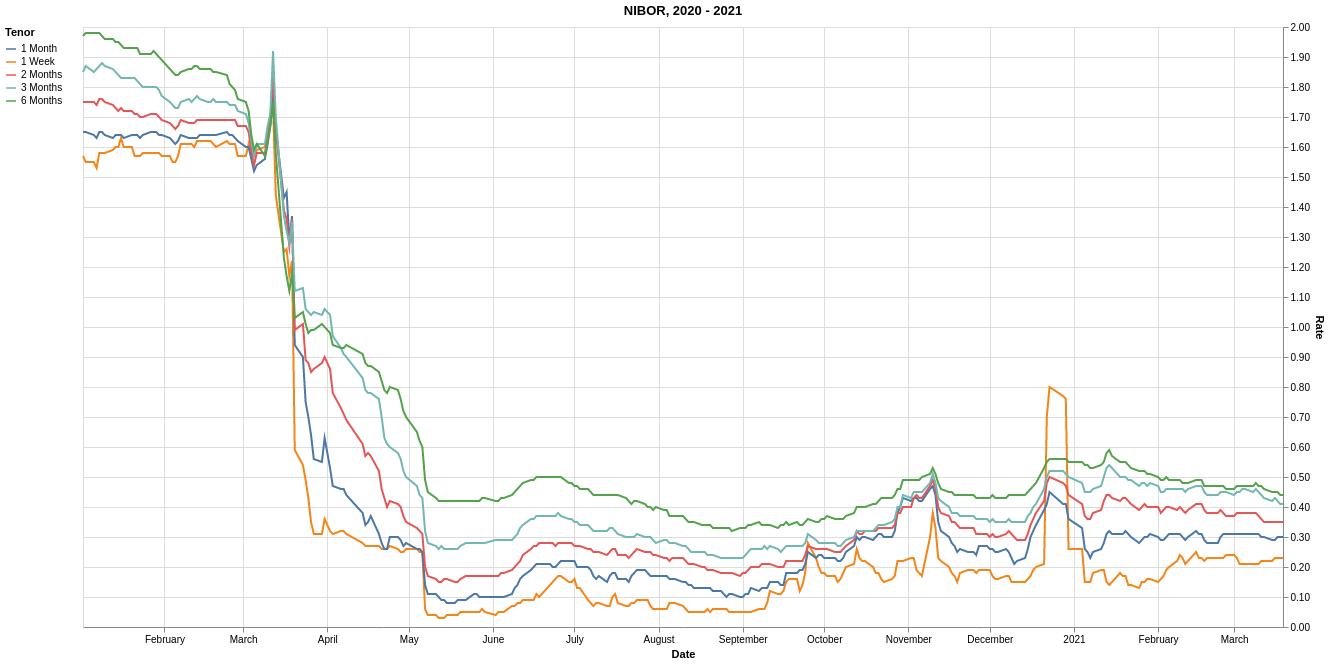 NIBOR, 2020 - 2021
Tenor
1 Month
1 Week
2 Months
3 Months
6 Months
2.00
1.90
1.80
1.70
1.60
1.50
1.40
1.30
1.20
1.10
1.00
0.90
0.80
0.70
0.60
0.50
0.40
0.30
0.20
0.10
0.00
Rate
February March April May June July August September October November December 2021 February March
Date